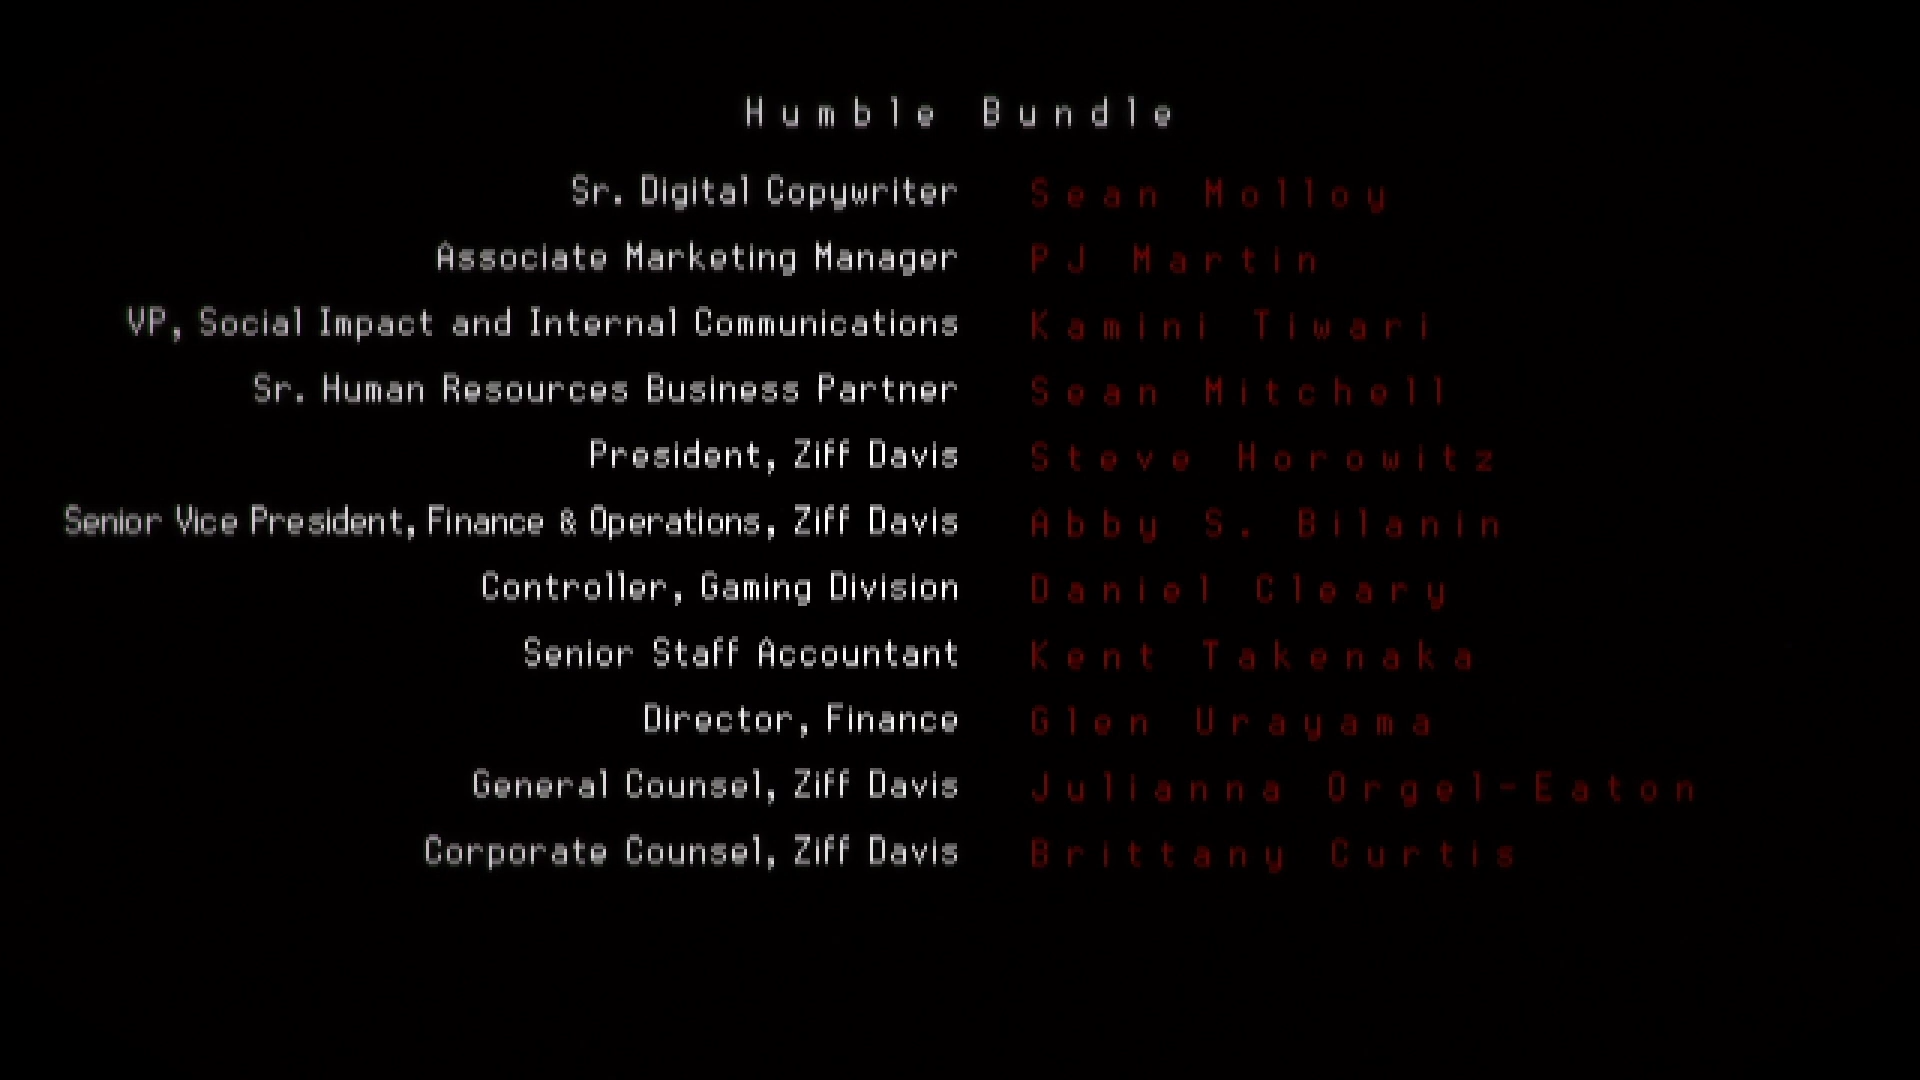 Humble Bundle
Sr. Digital Copywriter Sean Molloy
Associate Marketing Manager PJ Martin
VP, Social Impact and Internal Communications Kamini Tiwari
Sr. Human Resources Business Partner Sean Mitchell
President, Ziff Davis Steve Horowitz
Senior Vice President, Finance & Operations, Ziff Davis Abby S. Bilanin
Controller, Gaming Division Daniel Cleary
Senior Staff Accountant Kent Takenaka
Director, Finance Glen Urayama
General Counsel, Ziff Davis Julianna Orgel-Eaton
Corporate Counsel, Ziff Davis Brittany Curtis